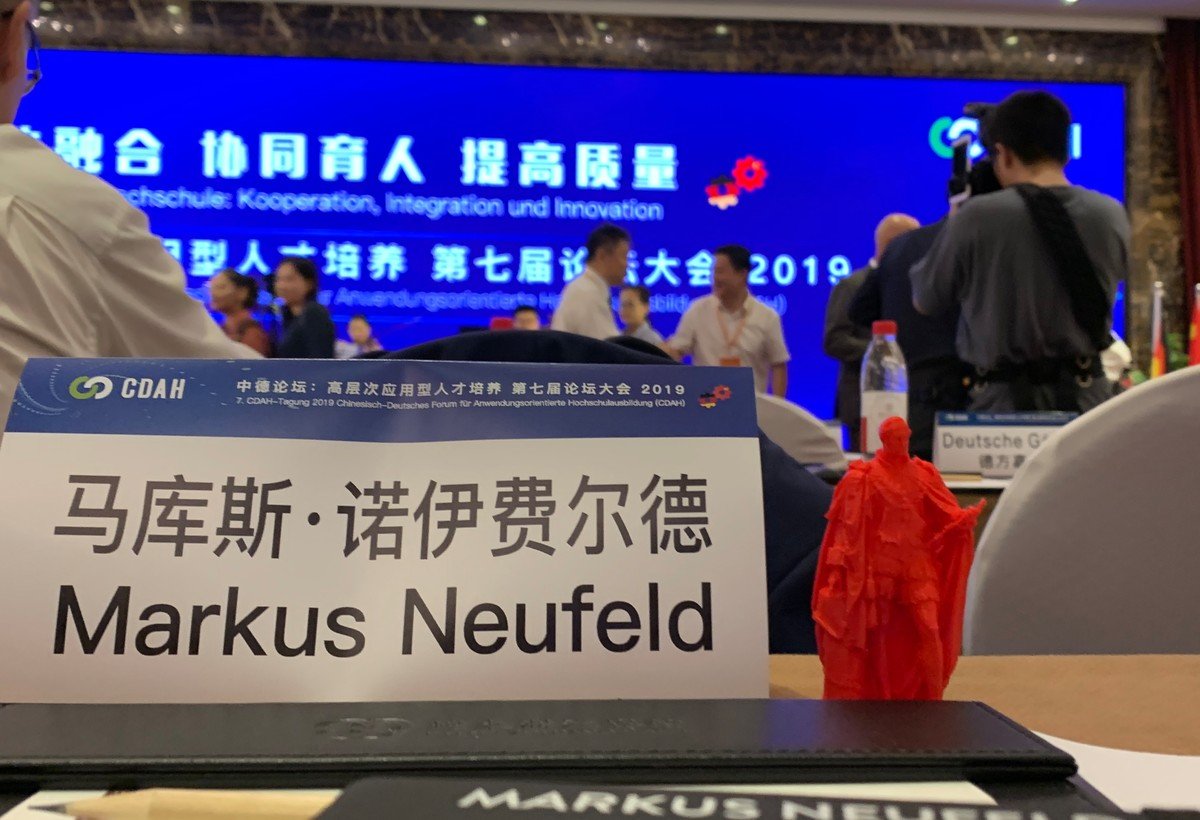 融合 协同育人 提高质量
chschule: Kooperation, Integration und Innovation
用型人才培养 第七届论坛大会 2019
für Anwendungsorientierte
CDAH
中德论坛：高层次应用型人才培养 第七届论坛大会 2019
7. CDAH-Tagung 2019 Chinesisch-Deutsches Forum für Anwendungsorientierte Hochschulausbildung (CDAH)
马库斯·诺伊费尔德
Markus Neufeld
Deutsche
德方
MARKUS NEUFELD